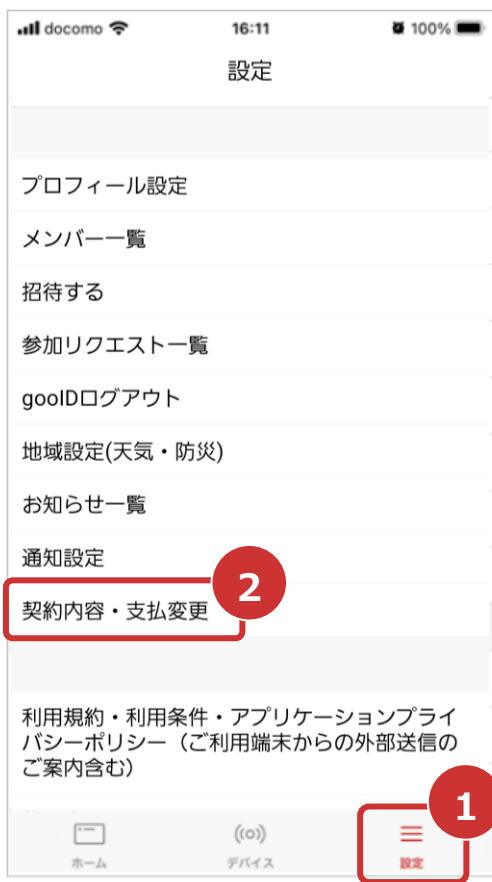 docomo 16:11 100%
設定
プロフィール設定
メンバー一覧
招待する
参加リクエスト一覧
gooIDログアウト
地域設定(天気・防災)
お知らせ一覧
通知設定
2
契約内容・支払変更
利用規約・利用条件・アプリケーションプライ
バシーポリシー（ご利用端末からの外部送信の
ご案内含む）
1
ホーム デバイス 設定